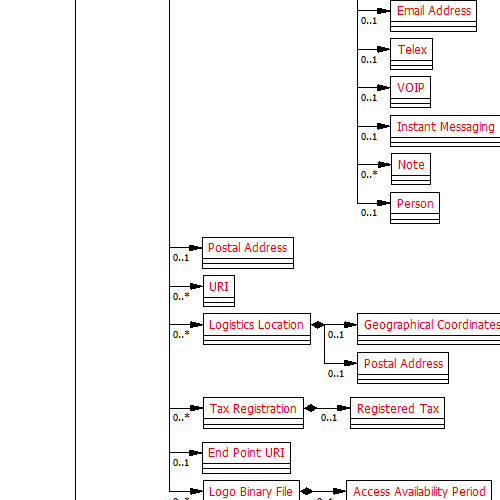 Email Address
0..1
Telex
0..1
VOIP
0..1
Instant Messaging
0..1
Note
0..*
Person
0..1
Postal Address
0..1
URI
0..*
Logistics Location
0..*
Geographical Coordinates
0..1
Postal Address
0..1
Tax Registration
0..*
Registered Tax
0..1
End Point URI
0..1
Logo Binary File
0..*
Access Availability Period